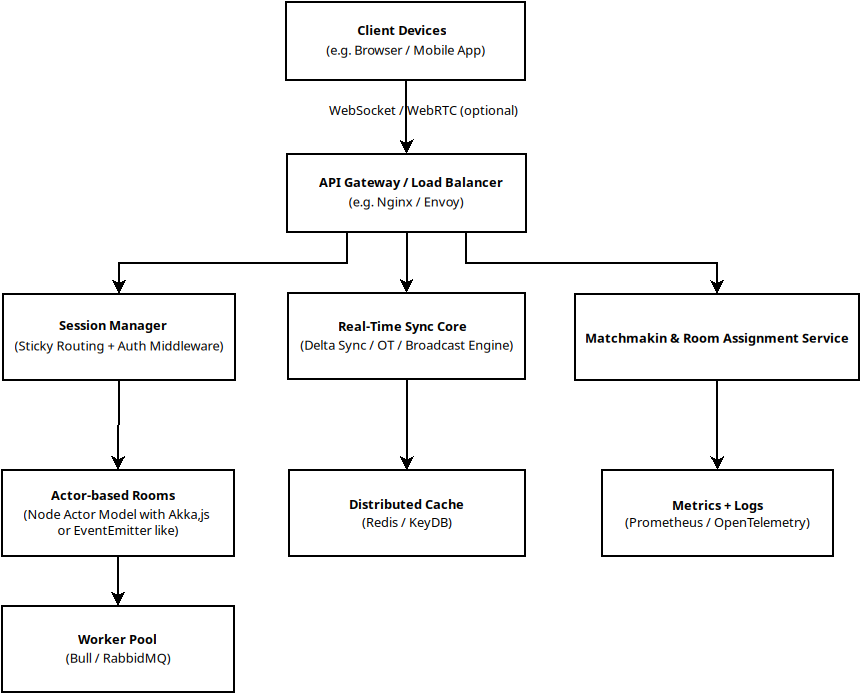 Client Devices
(e.g. Browser / Mobile App)
WebSocket / WebRTC (optional)
API Gateway / Load Balancer
(e.g. Nginx / Envoy)
Session Manager
(Sticky Routing + Auth Middleware)
Real-Time Sync Core
(Delta Sync / OT / Broadcast Engine)
Matchmakin & Room Assignment Service
Actor-based Rooms
(Node Actor Model with Akka,js
or EventEmitter like)
Distributed Cache
(Redis / KeyDB)
Metrics + Logs
(Prometheus / OpenTelemetry)
Worker Pool
(Bull / RabbidMQ)